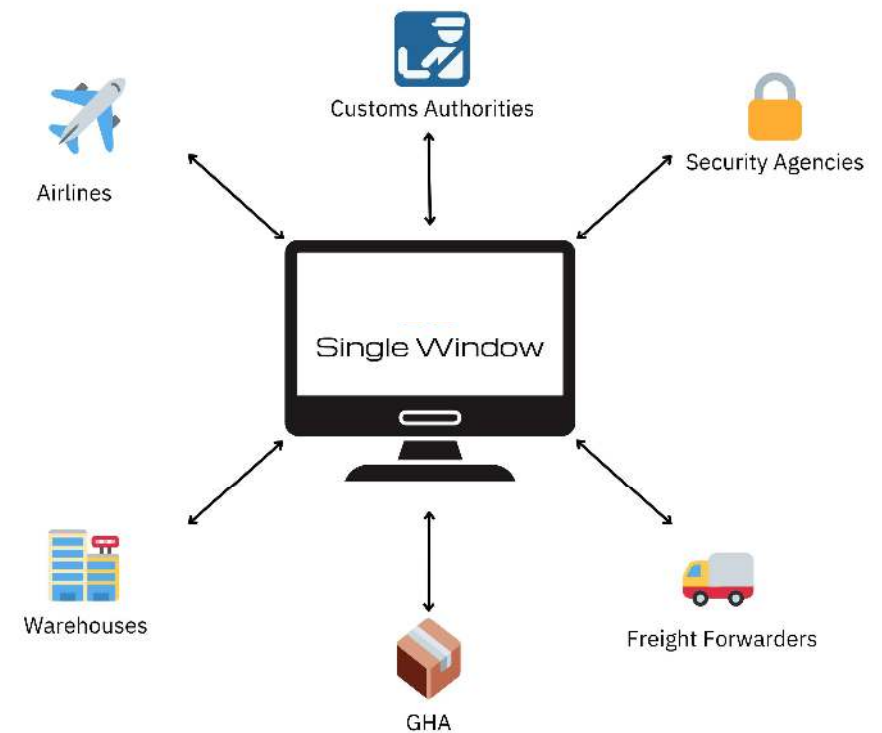 Customs Authorities
Security Agencies
Airlines
Single Window
Warehouses
Freight Forwarders
GHA